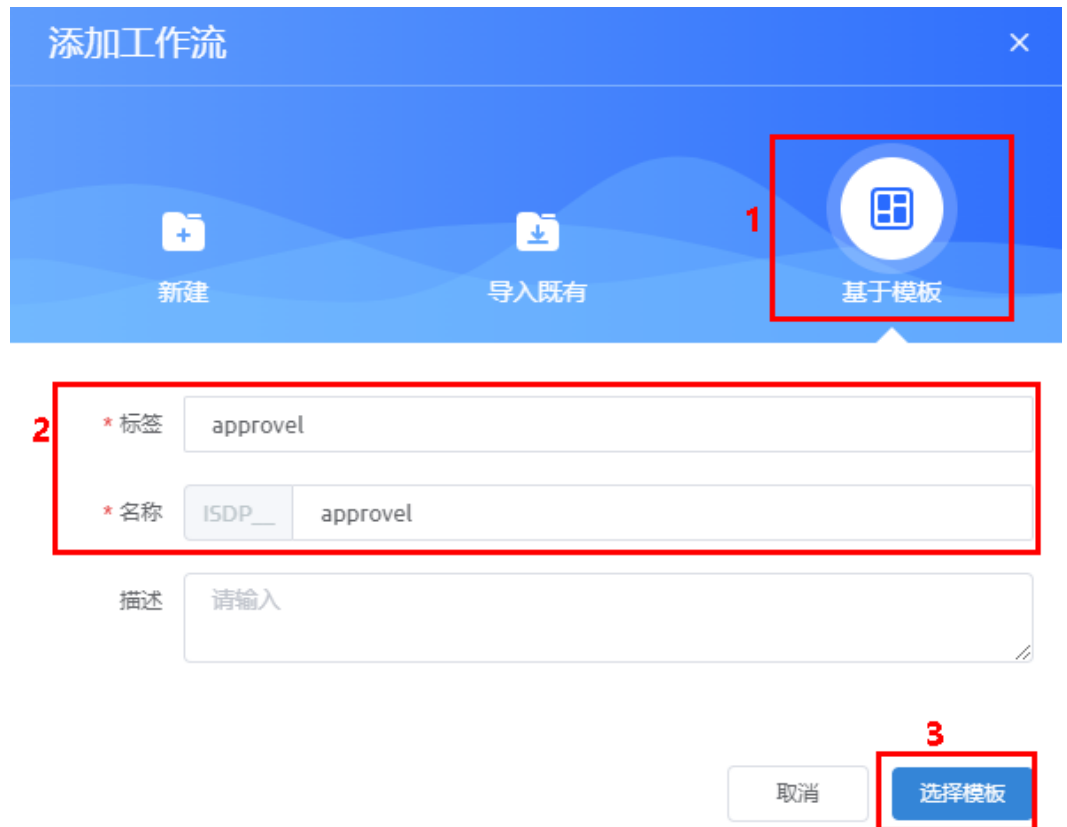 添加工作流
1
新建
导入既有
基于模板
2
* 标签 approvel
* 名称 ISDP__ approvel
描述 请输入
3
取消 选择模板